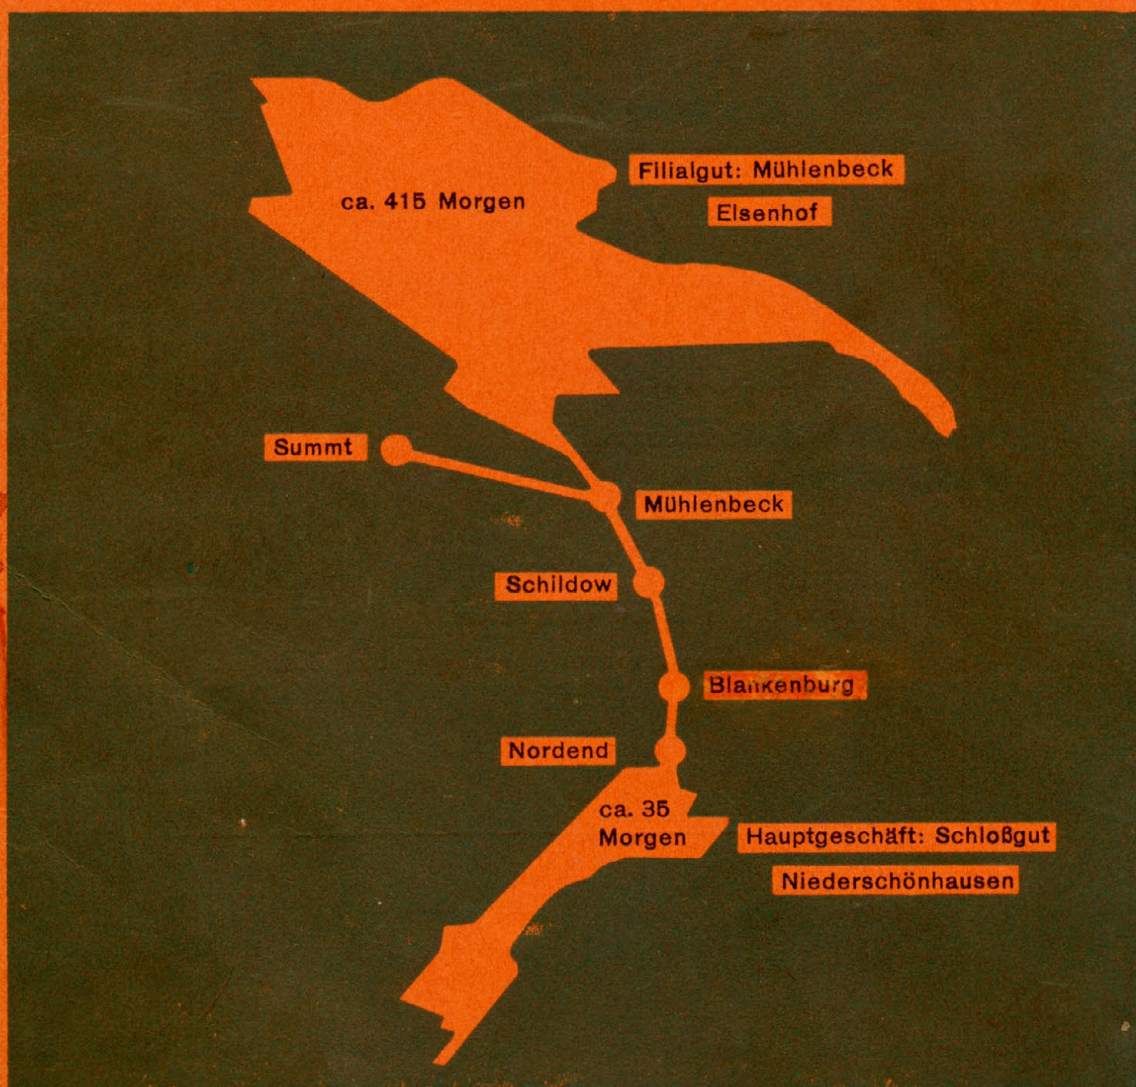 ca. 415 Morgen
Filialgut: Mühlenbeck
Elsenhof
Summt
Mühlenbeck
Schildow
Blankenburg
Nordend
ca. 35
Morgen
Hauptgeschäft: Schloßgut
Niederschönhausen